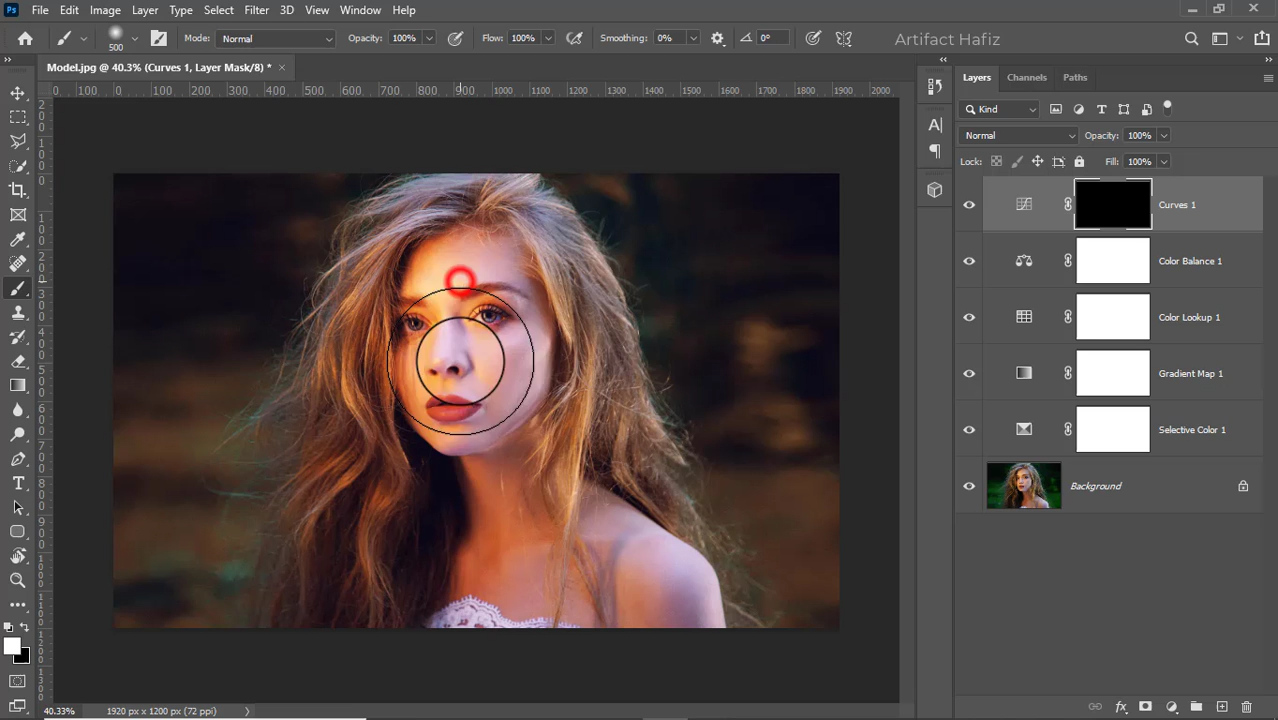 Ps File Edit Image Layer Type Select Filter 3D View Window Help
500 Mode: Normal Opacity: 100% Flow: 100% Smoothing: 0% 0° Artifact Hafiz
Model.jpg @ 40.3% (Curves 1, Layer Mask/8) *
0 100 200 300 400 500 600 700 800 900 1000 1100 1200 1300 1400 1500 1600 1700 1800 1900 2000
Layers Channels Paths
Kind
Normal Opacity: 100%
Lock: Fill: 100%
Curves 1
Color Balance 1
Color Lookup 1
Gradient Map 1
Selective Color 1
Background
40.33% 1920 px x 1200 px (72 ppi)